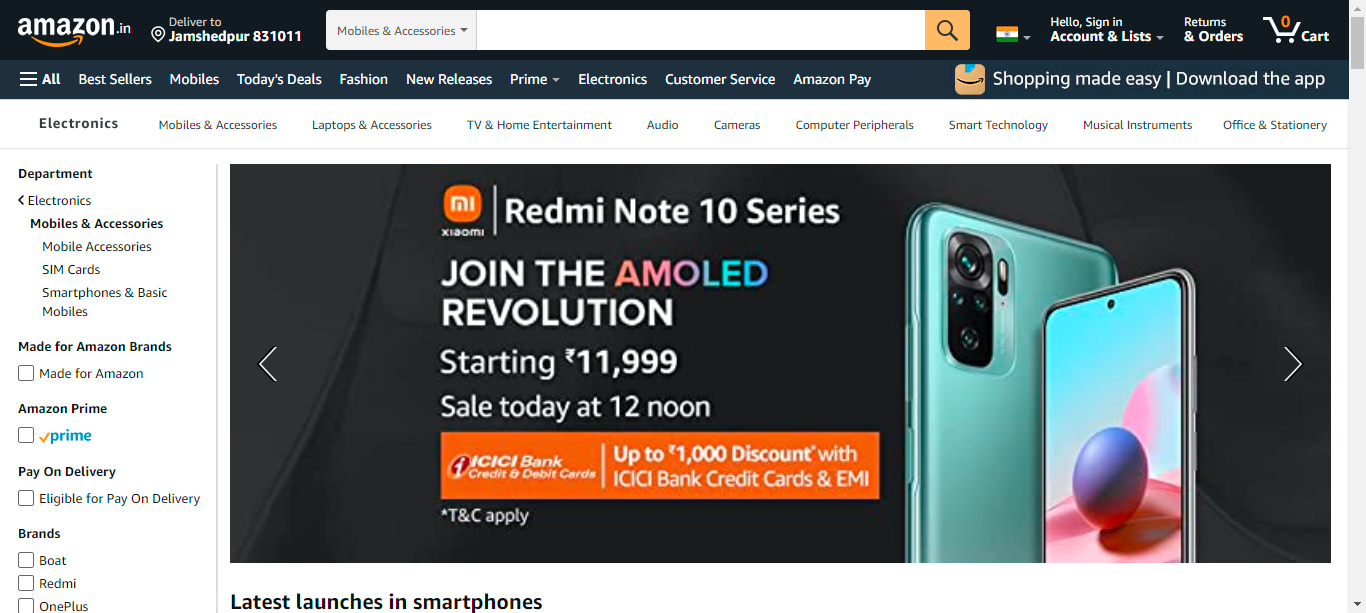 amazon.in
Deliver to
Jamshedpur 831011
Mobiles & Accessories
Hello, Sign in
Account & Lists
Returns
& Orders
0
Cart
All
Best Sellers
Mobiles
Today's Deals
Fashion
New Releases
Prime
Electronics
Customer Service
Amazon Pay
Shopping made easy | Download the app
Electronics
Mobiles & Accessories
Laptops & Accessories
TV & Home Entertainment
Audio
Cameras
Computer Peripherals
Smart Technology
Musical Instruments
Office & Stationery
Department
Electronics
Mobiles & Accessories
Mobile Accessories
SIM Cards
Smartphones & Basic
Mobiles
Made for Amazon Brands
Made for Amazon
Amazon Prime
prime
Pay On Delivery
Eligible for Pay On Delivery
Brands
Boat
Redmi
OnePlus
mi
xiaomi
Redmi Note 10 Series
JOIN THE AMOLED
REVOLUTION
Starting ₹11,999
Sale today at 12 noon
ICICI Bank
Credit & Debit Cards
Up to ₹1,000 Discount* with
ICICI Bank Credit Cards & EMI
*T&C apply
Latest launches in smartphones